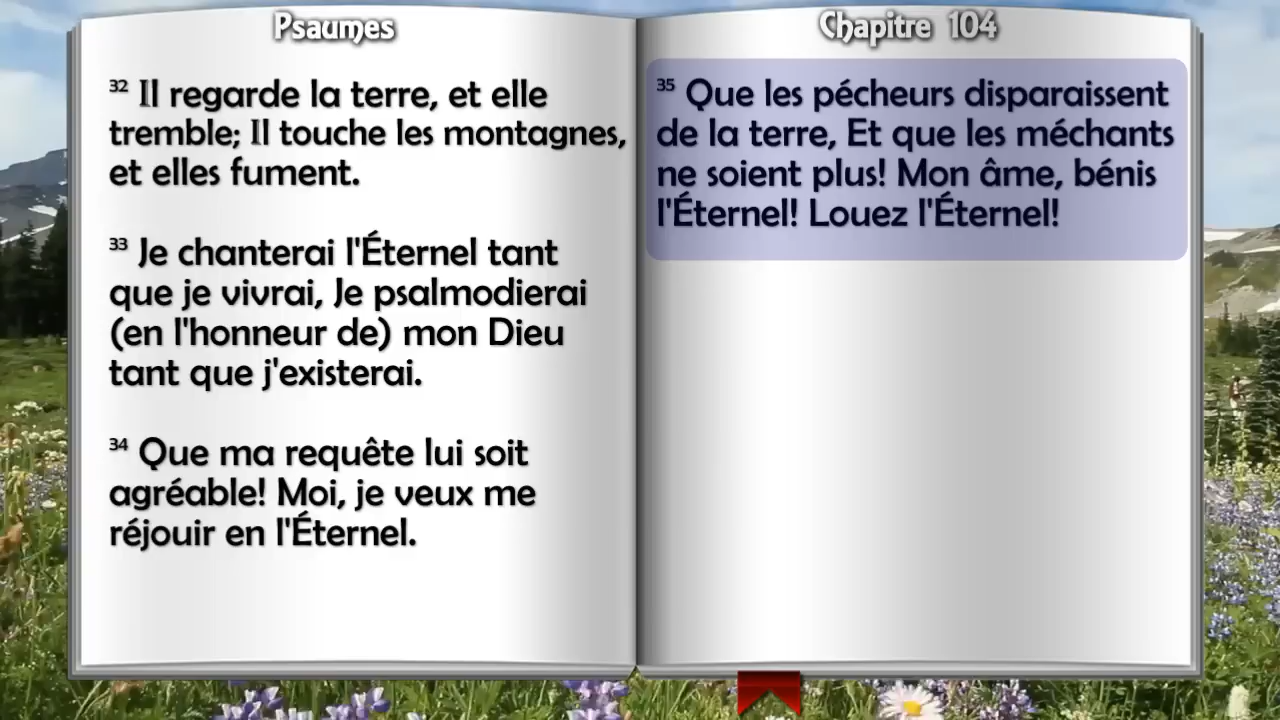 Psaumes
32 Il regarde la terre, et elle
tremble; Il touche les montagnes,
et elles fument.
33 Je chanterai l'Éternel tant
que je vivrai, Je psalmodierai
(en l'honneur de) mon Dieu
tant que j'existerai.
34 Que ma requête lui soit
agréable! Moi, je veux me
réjouir en l'Éternel.
Chapitre 104
35 Que les pécheurs disparaissent
de la terre, Et que les méchants
ne soient plus! Mon âme, bénis
l'Éternel! Louez l'Éternel!